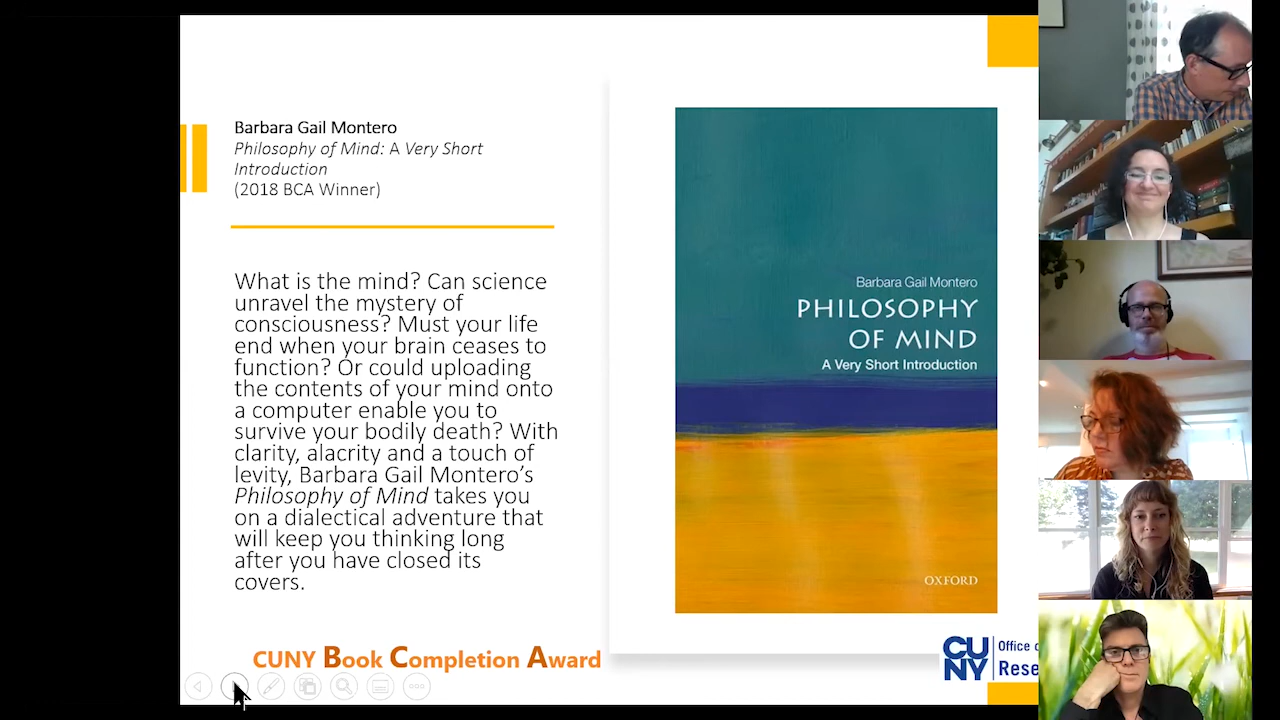 Barbara Gail Montero
Philosophy of Mind: A Very Short
Introduction
(2018 BCA Winner)
What is the mind? Can science
unravel the mystery of
consciousness? Must your life
end when your brain ceases to
function? Or could uploading
the contents of your mind onto
a computer enable you to
survive your bodily death? With
clarity, alacrity and a touch of
levity, Barbara Gail Montero’s
Philosophy of Mind takes you
on a dialectical adventure that
will keep you thinking long
after you have closed its
covers.
Barbara Gail Montero
PHILOSOPHY
OF MIND
A Very Short Introduction
OXFORD
CUNY Book Completion Award
CU
NY
Office o
Rese